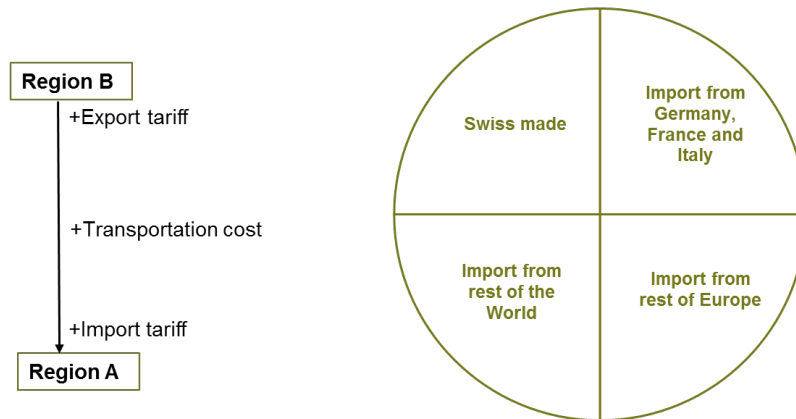 Region B
+Export tariff
+Transportation cost
+Import tariff
Region A
Swiss made
Import from
Germany,
France and
Italy
Import from
rest of the
World
Import from
rest of Europe